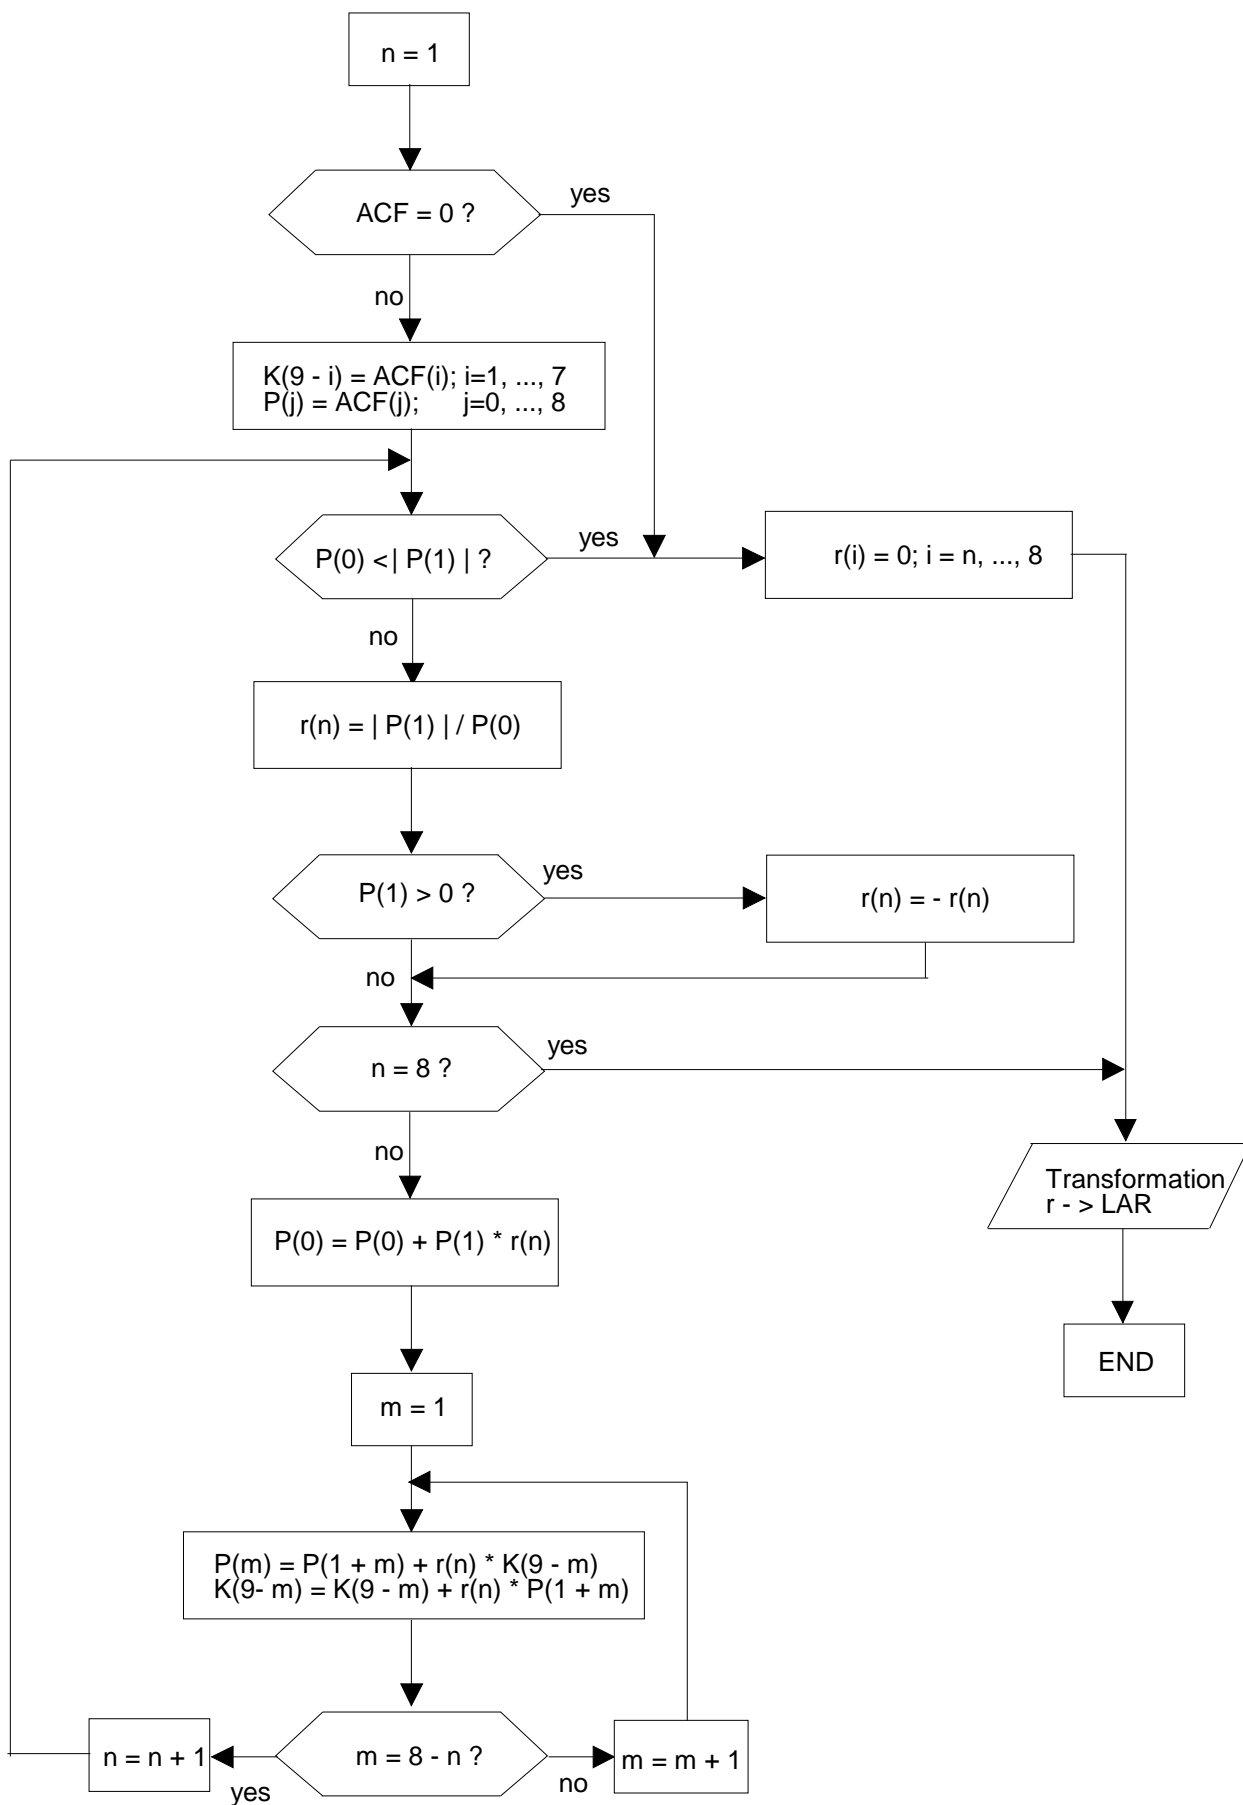 n = 1
ACF = 0 ?
yes
no
K(9 - i) = ACF(i); i=1, ..., 7
P(j) = ACF(j); j=0, ..., 8
P(0) < | P(1) | ?
yes
r(i) = 0; i = n, ..., 8
no
r(n) = | P(1) | / P(0)
P(1) > 0 ?
yes
r(n) = - r(n)
no
n = 8 ?
yes
no
Transformation
r - > LAR
P(0) = P(0) + P(1) * r(n)
END
m = 1
P(m) = P(1 + m) + r(n) * K(9 - m)
K(9- m) = K(9 - m) + r(n) * P(1 + m)
n = n + 1
yes
m = 8 - n ?
no
m = m + 1